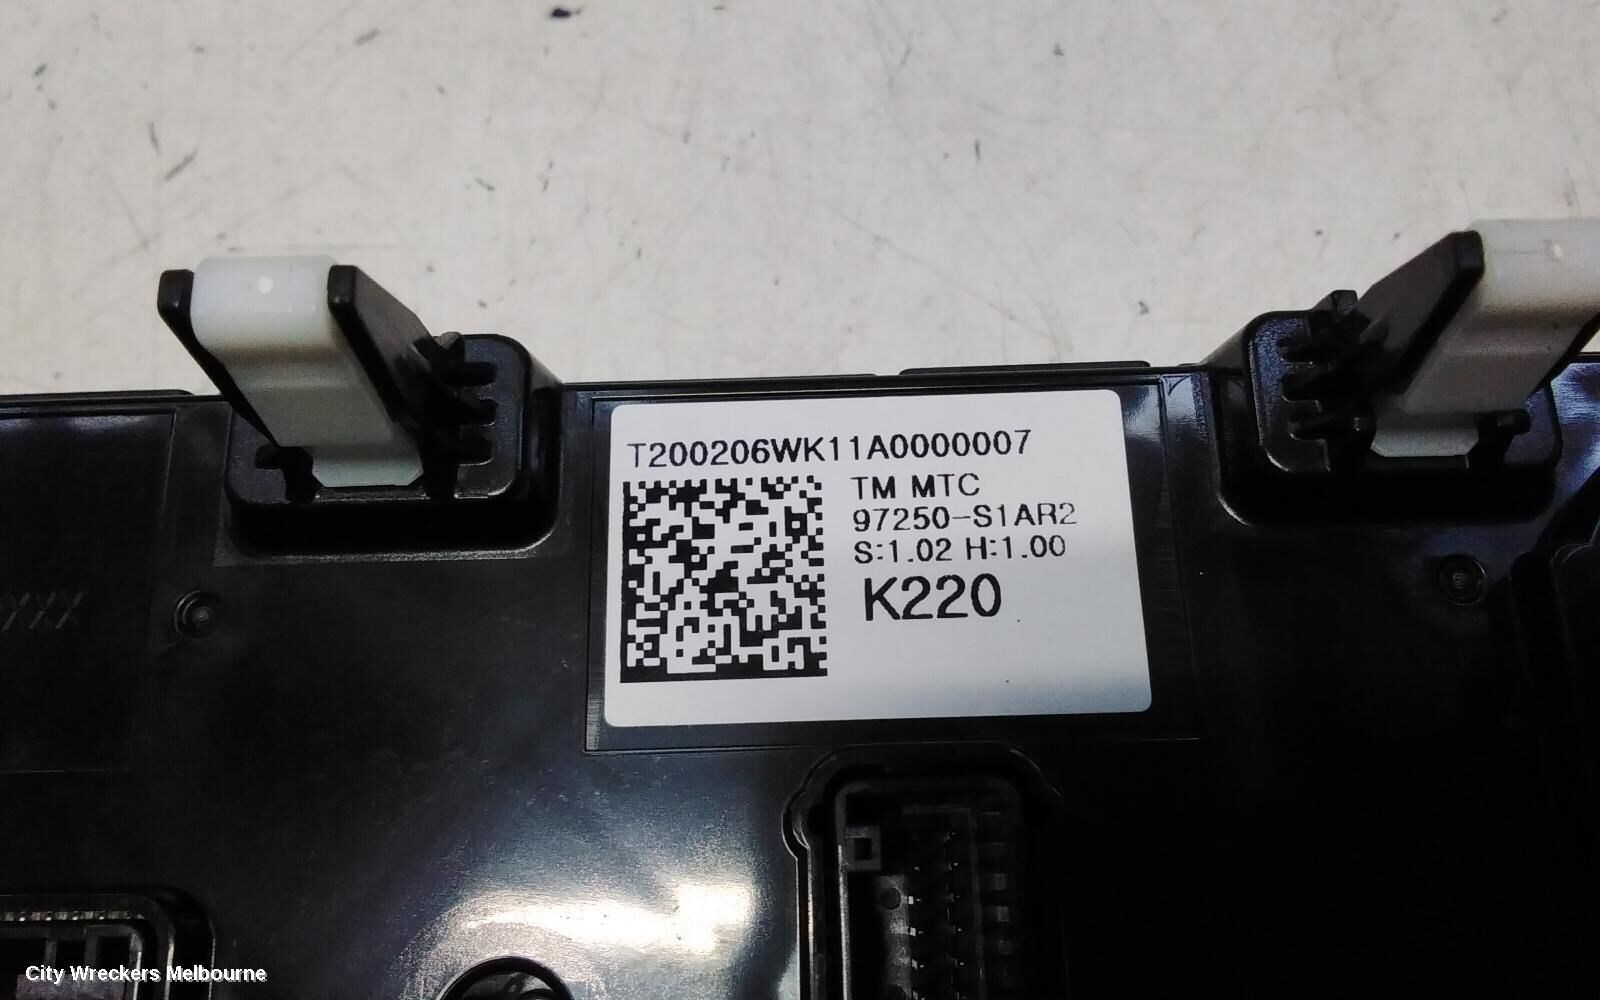 T200206WK11A0000007
TM MTC
97250-S1AR2
S:1.02 H:1.00
K220
City Wreckers Melbourne